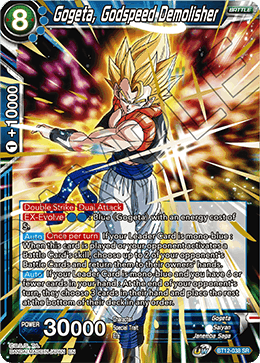 8
Gogeta, Godspeed Demolisher
BATTLE
1 +10000
Double Strike Dual Attack
EX-Evolve : Blue 《Gogeta》 with an energy cost of
5.
Auto Once per turn If your Leader Card is mono-blue :
When this card is played or your opponent activates a
Battle Card's skill, choose up to 2 of your opponent's
Battle Cards and return them to their owners' hands.
Auto If your Leader Card is mono-blue and you have 6 or
fewer cards in your hand : At the end of your opponent's
turn, they choose 3 cards in their hand and place the rest
at the bottom of their deck in any order.
Gogeta
POWER 30000 Special Trait Saiyan
Janemba Saga
BT12-038 SR